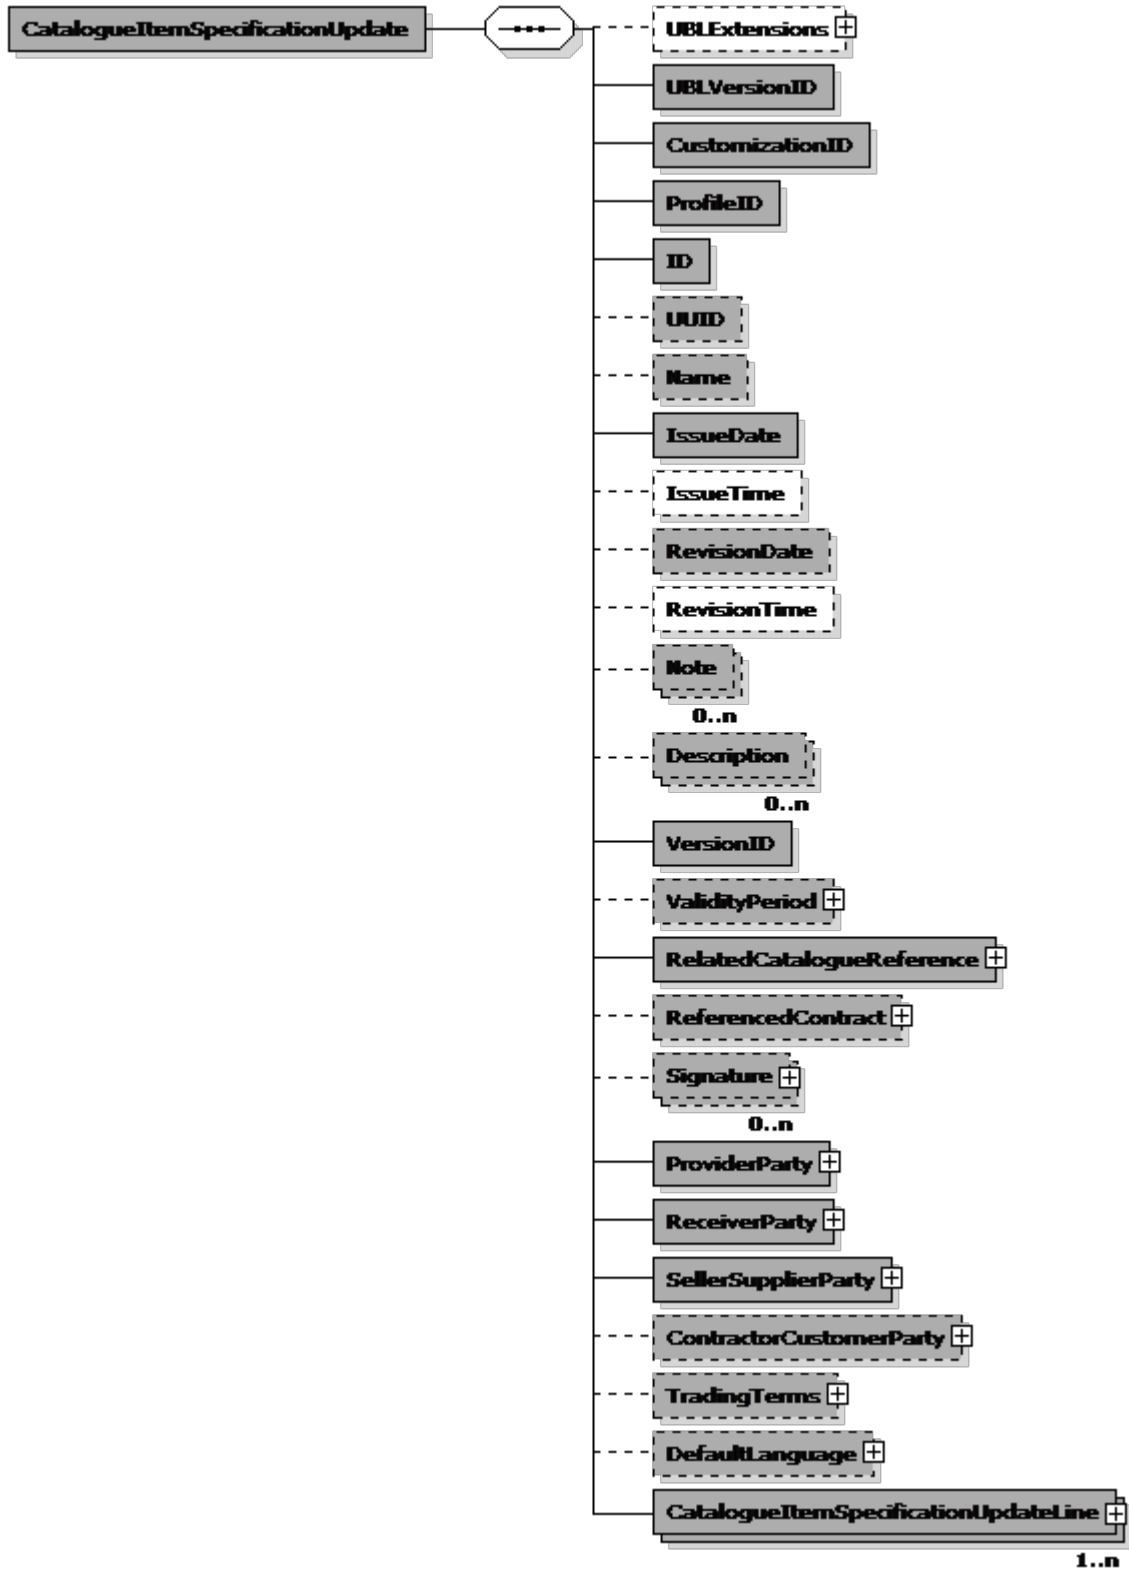 CatalogueItemSpecificationUpdate
UBLExtensions
UBLVersionID
CustomizationID
ProfileID
ID
UUID
Name
IssueDate
IssueTime
RevisionDate
RevisionTime
Note
0..n
Description
0..n
VersionID
ValidityPeriod
RelatedCatalogueReference
ReferencedContract
Signature
0..n
ProviderParty
ReceiverParty
SellerSupplierParty
ContractorCustomerParty
TradingTerms
DefaultLanguage
CatalogueItemSpecificationUpdateLine
1..n